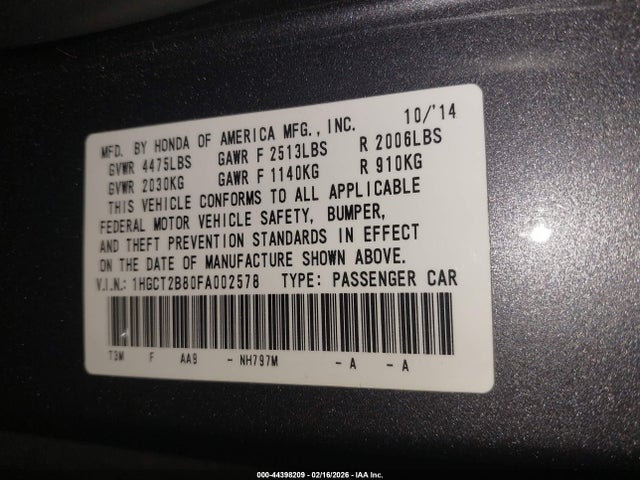 MFD. BY HONDA OF AMERICA MFG., INC. 10/'14
GVWR 4475LBS GAWR F 2513LBS R 2006LBS
GVWR 2030KG GAWR F 1140KG R 910KG
THIS VEHICLE CONFORMS TO ALL APPLICABLE
FEDERAL MOTOR VEHICLE SAFETY, BUMPER,
AND THEFT PREVENTION STANDARDS IN EFFECT
ON THE DATE OF MANUFACTURE SHOWN ABOVE.
V.I.N.: 1HGCT2B80FA002578 TYPE: PASSENGER CAR
T3M F AA9 - NH797M - A - A
000-44398209 - 02/16/2026 - IAA Inc.